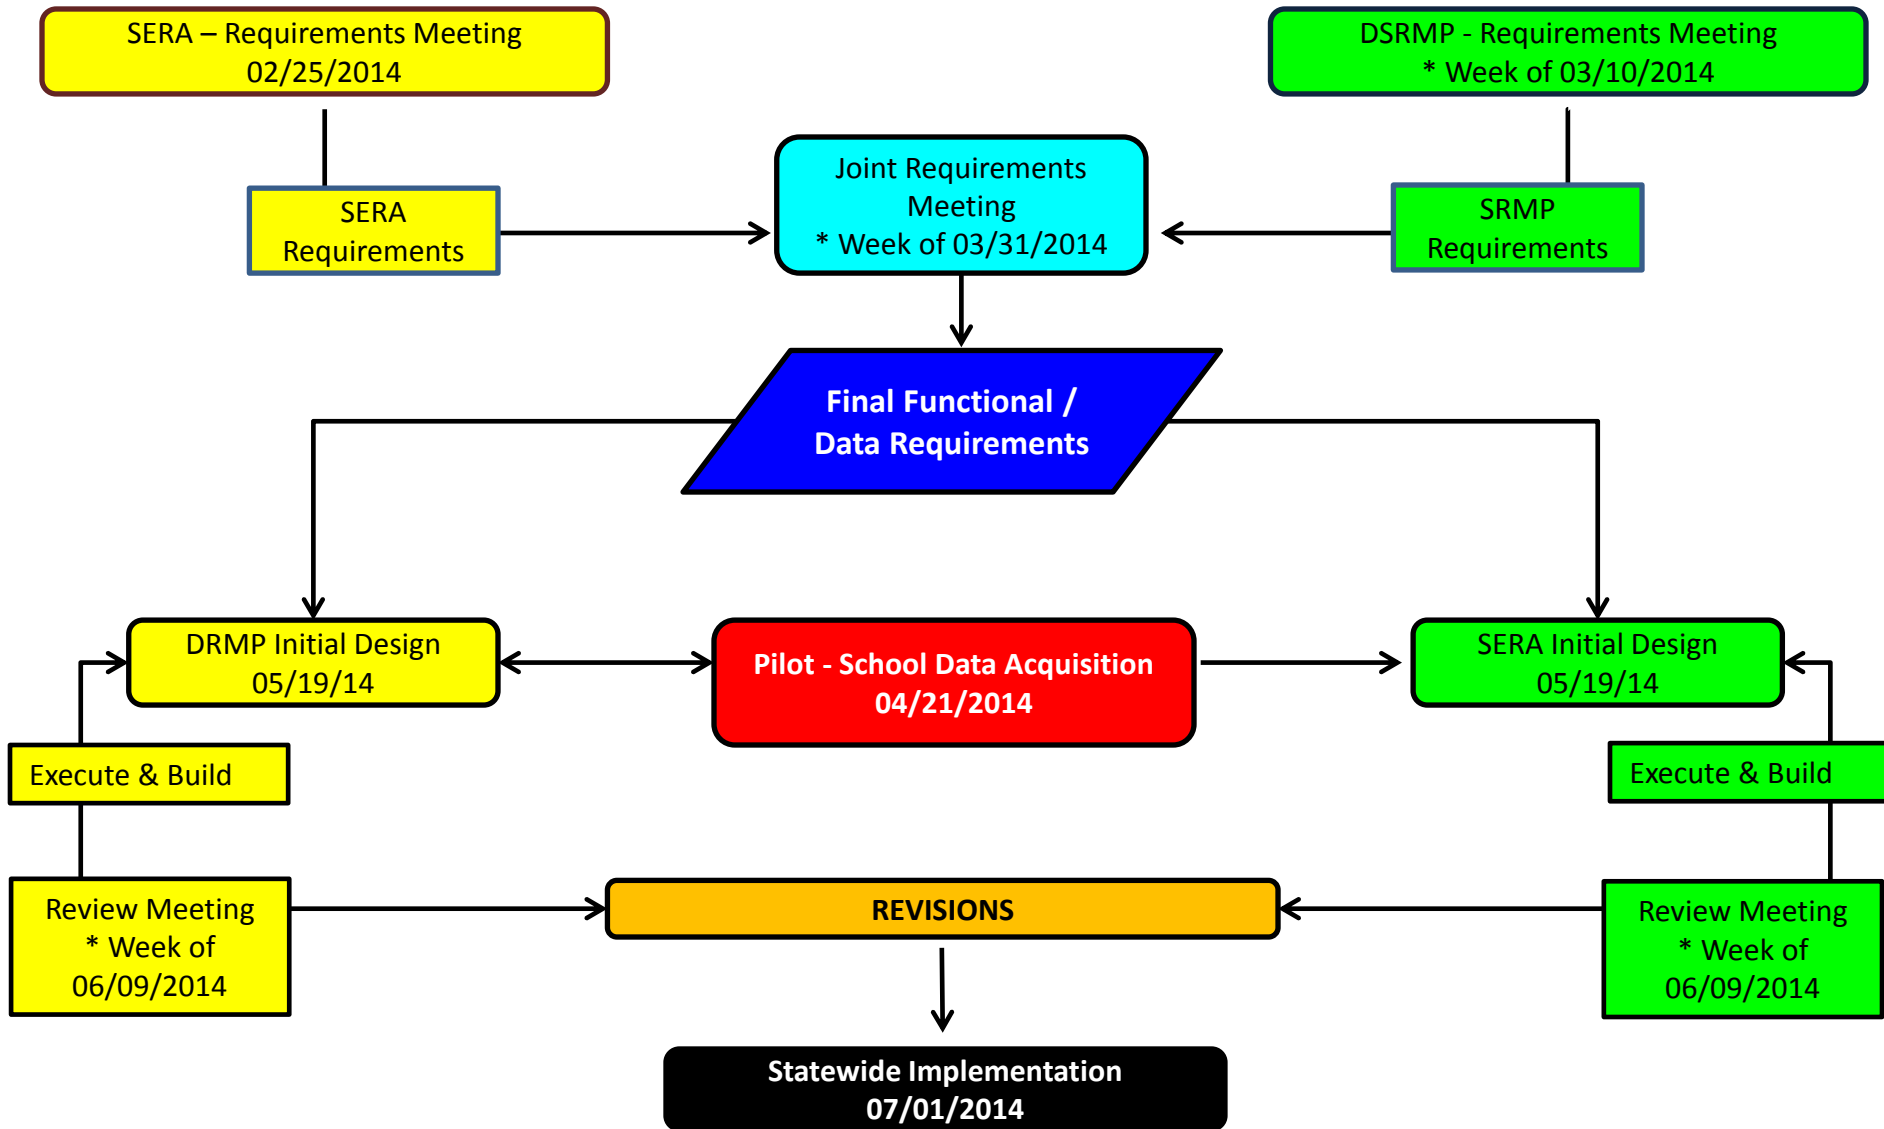 SERA – Requirements Meeting
02/25/2014
DSRMP - Requirements Meeting
* Week of 03/10/2014
Joint Requirements
Meeting
* Week of 03/31/2014
SERA
Requirements
SRMP
Requirements
Final Functional /
Data Requirements
DRMP Initial Design
05/19/14
Pilot - School Data Acquisition
04/21/2014
SERA Initial Design
05/19/14
Execute & Build
Execute & Build
Review Meeting
* Week of
06/09/2014
REVISIONS
Review Meeting
* Week of
06/09/2014
Statewide Implementation
07/01/2014